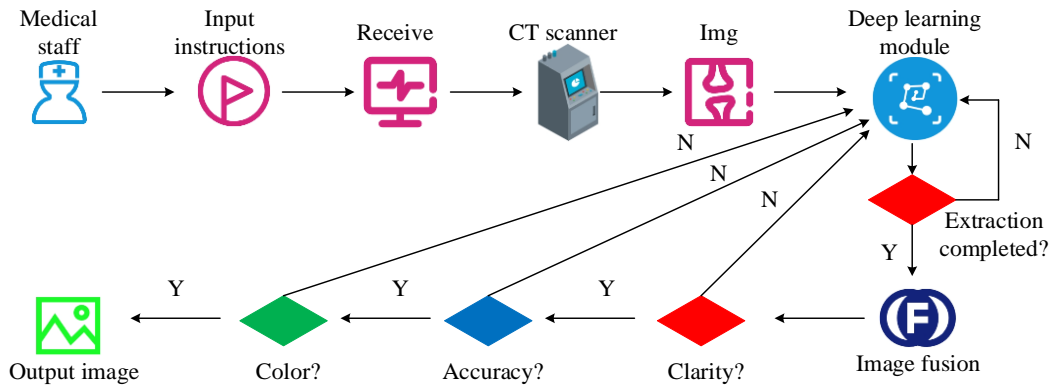 Medical
staff
Input
instructions
Receive
CT scanner
Img
Deep learning
module
N
N
N
N
Extraction
completed?
Y
Y
Y
Y
F
Output image
Color?
Accuracy?
Clarity?
Image fusion